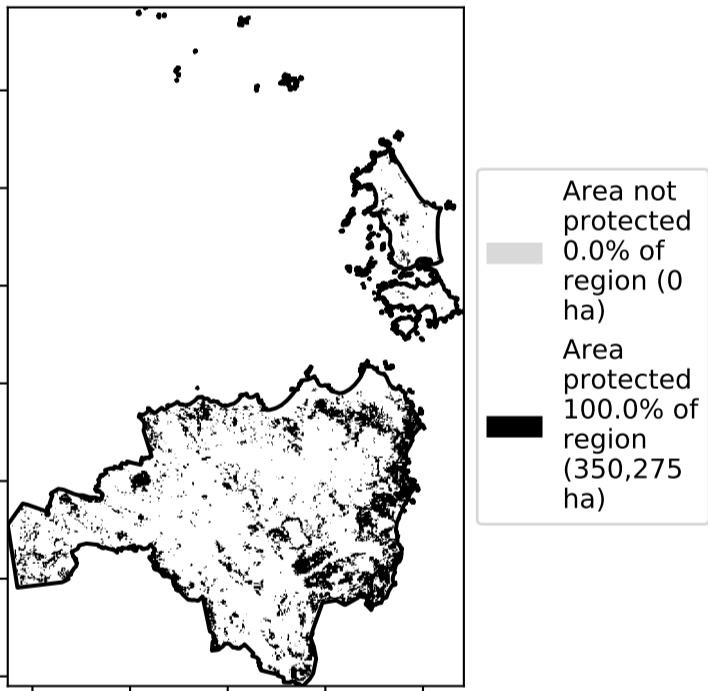 Area not
protected
0.0% of
region (0
ha)
Area
protected
100.0% of
region
(350,275
ha)